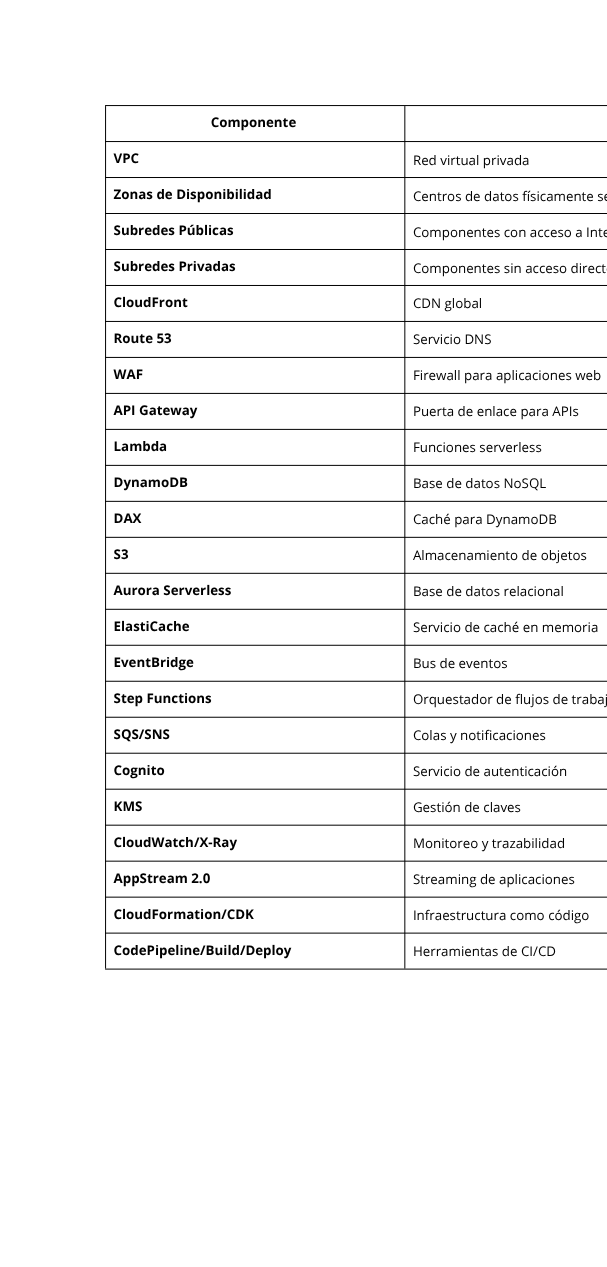 Componente
VPC Red virtual privada
Zonas de Disponibilidad Centros de datos físicamente
Subredes Públicas Componentes con acceso a
Subredes Privadas Componentes sin acceso
CloudFront CDN global
Route 53 Servicio DNS
WAF Firewall para aplicaciones web
API Gateway Puerta de enlace para APIs
Lambda Funciones serverless
DynamoDB Base de datos NoSQL
DAX Caché para DynamoDB
S3 Almacenamiento de objetos
Aurora Serverless Base de datos relacional
ElastiCache Servicio de caché en memoria
EventBridge Bus de eventos
Step Functions Orquestador de flujos de
SQS/SNS Colas y notificaciones
Cognito Servicio de autenticación
KMS Gestión de claves
CloudWatch/X-Ray Monitoreo y trazabilidad
AppStream 2.0 Streaming de aplicaciones
CloudFormation/CDK Infraestructura como código
CodePipeline/Build/Deploy Herramientas de CI/CD